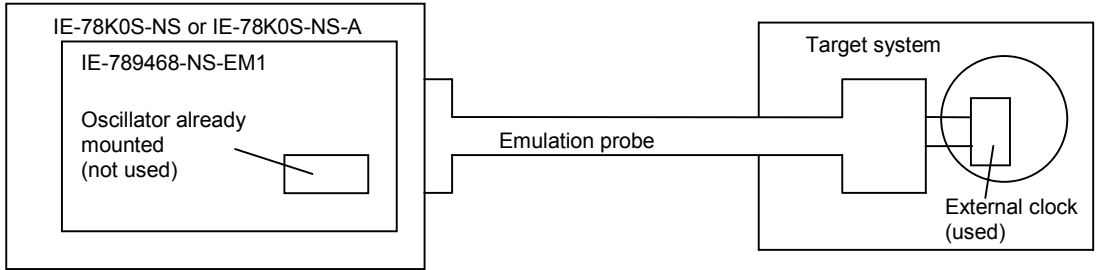 IE-78K0S-NS or IE-78K0S-NS-A
IE-789468-NS-EM1
Oscillator already
mounted
(not used)
Emulation probe
Target system
External clock
(used)